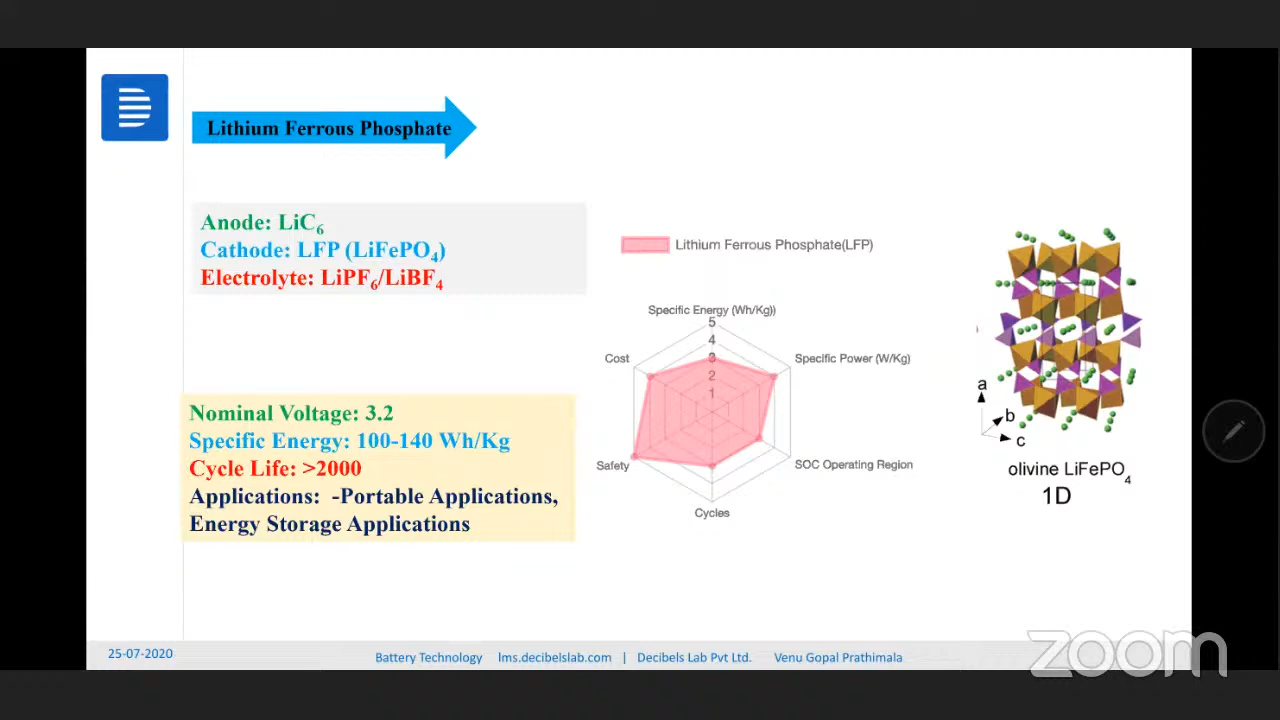 Lithium Ferrous Phosphate
Anode: LiC6
Cathode: LFP (LiFePO4)
Electrolyte: LiPF6/LiBF4
Nominal Voltage: 3.2
Specific Energy: 100-140 Wh/Kg
Cycle Life: >2000
Applications: -Portable Applications,
Energy Storage Applications
Lithium Ferrous Phosphate(LFP)
Specific Energy (Wh/Kg))
5
4
3
2
1
Cost
Specific Power (W/Kg)
Safety
SOC Operating Region
Cycles
a
b
c
olivine LiFePO4
1D
25-07-2020
Battery Technology lms.decibelslab.com | Decibels Lab Pvt Ltd. Venu Gopal Prathimala
zoom